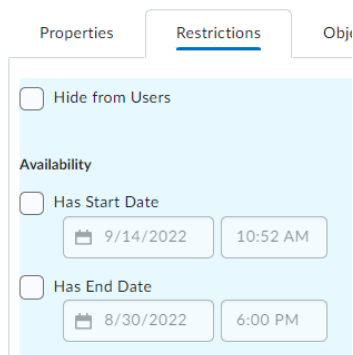 Properties Restrictions Obje
Hide from Users
Availability
Has Start Date
9/14/2022 10:52 AM
Has End Date
8/30/2022 6:00 PM